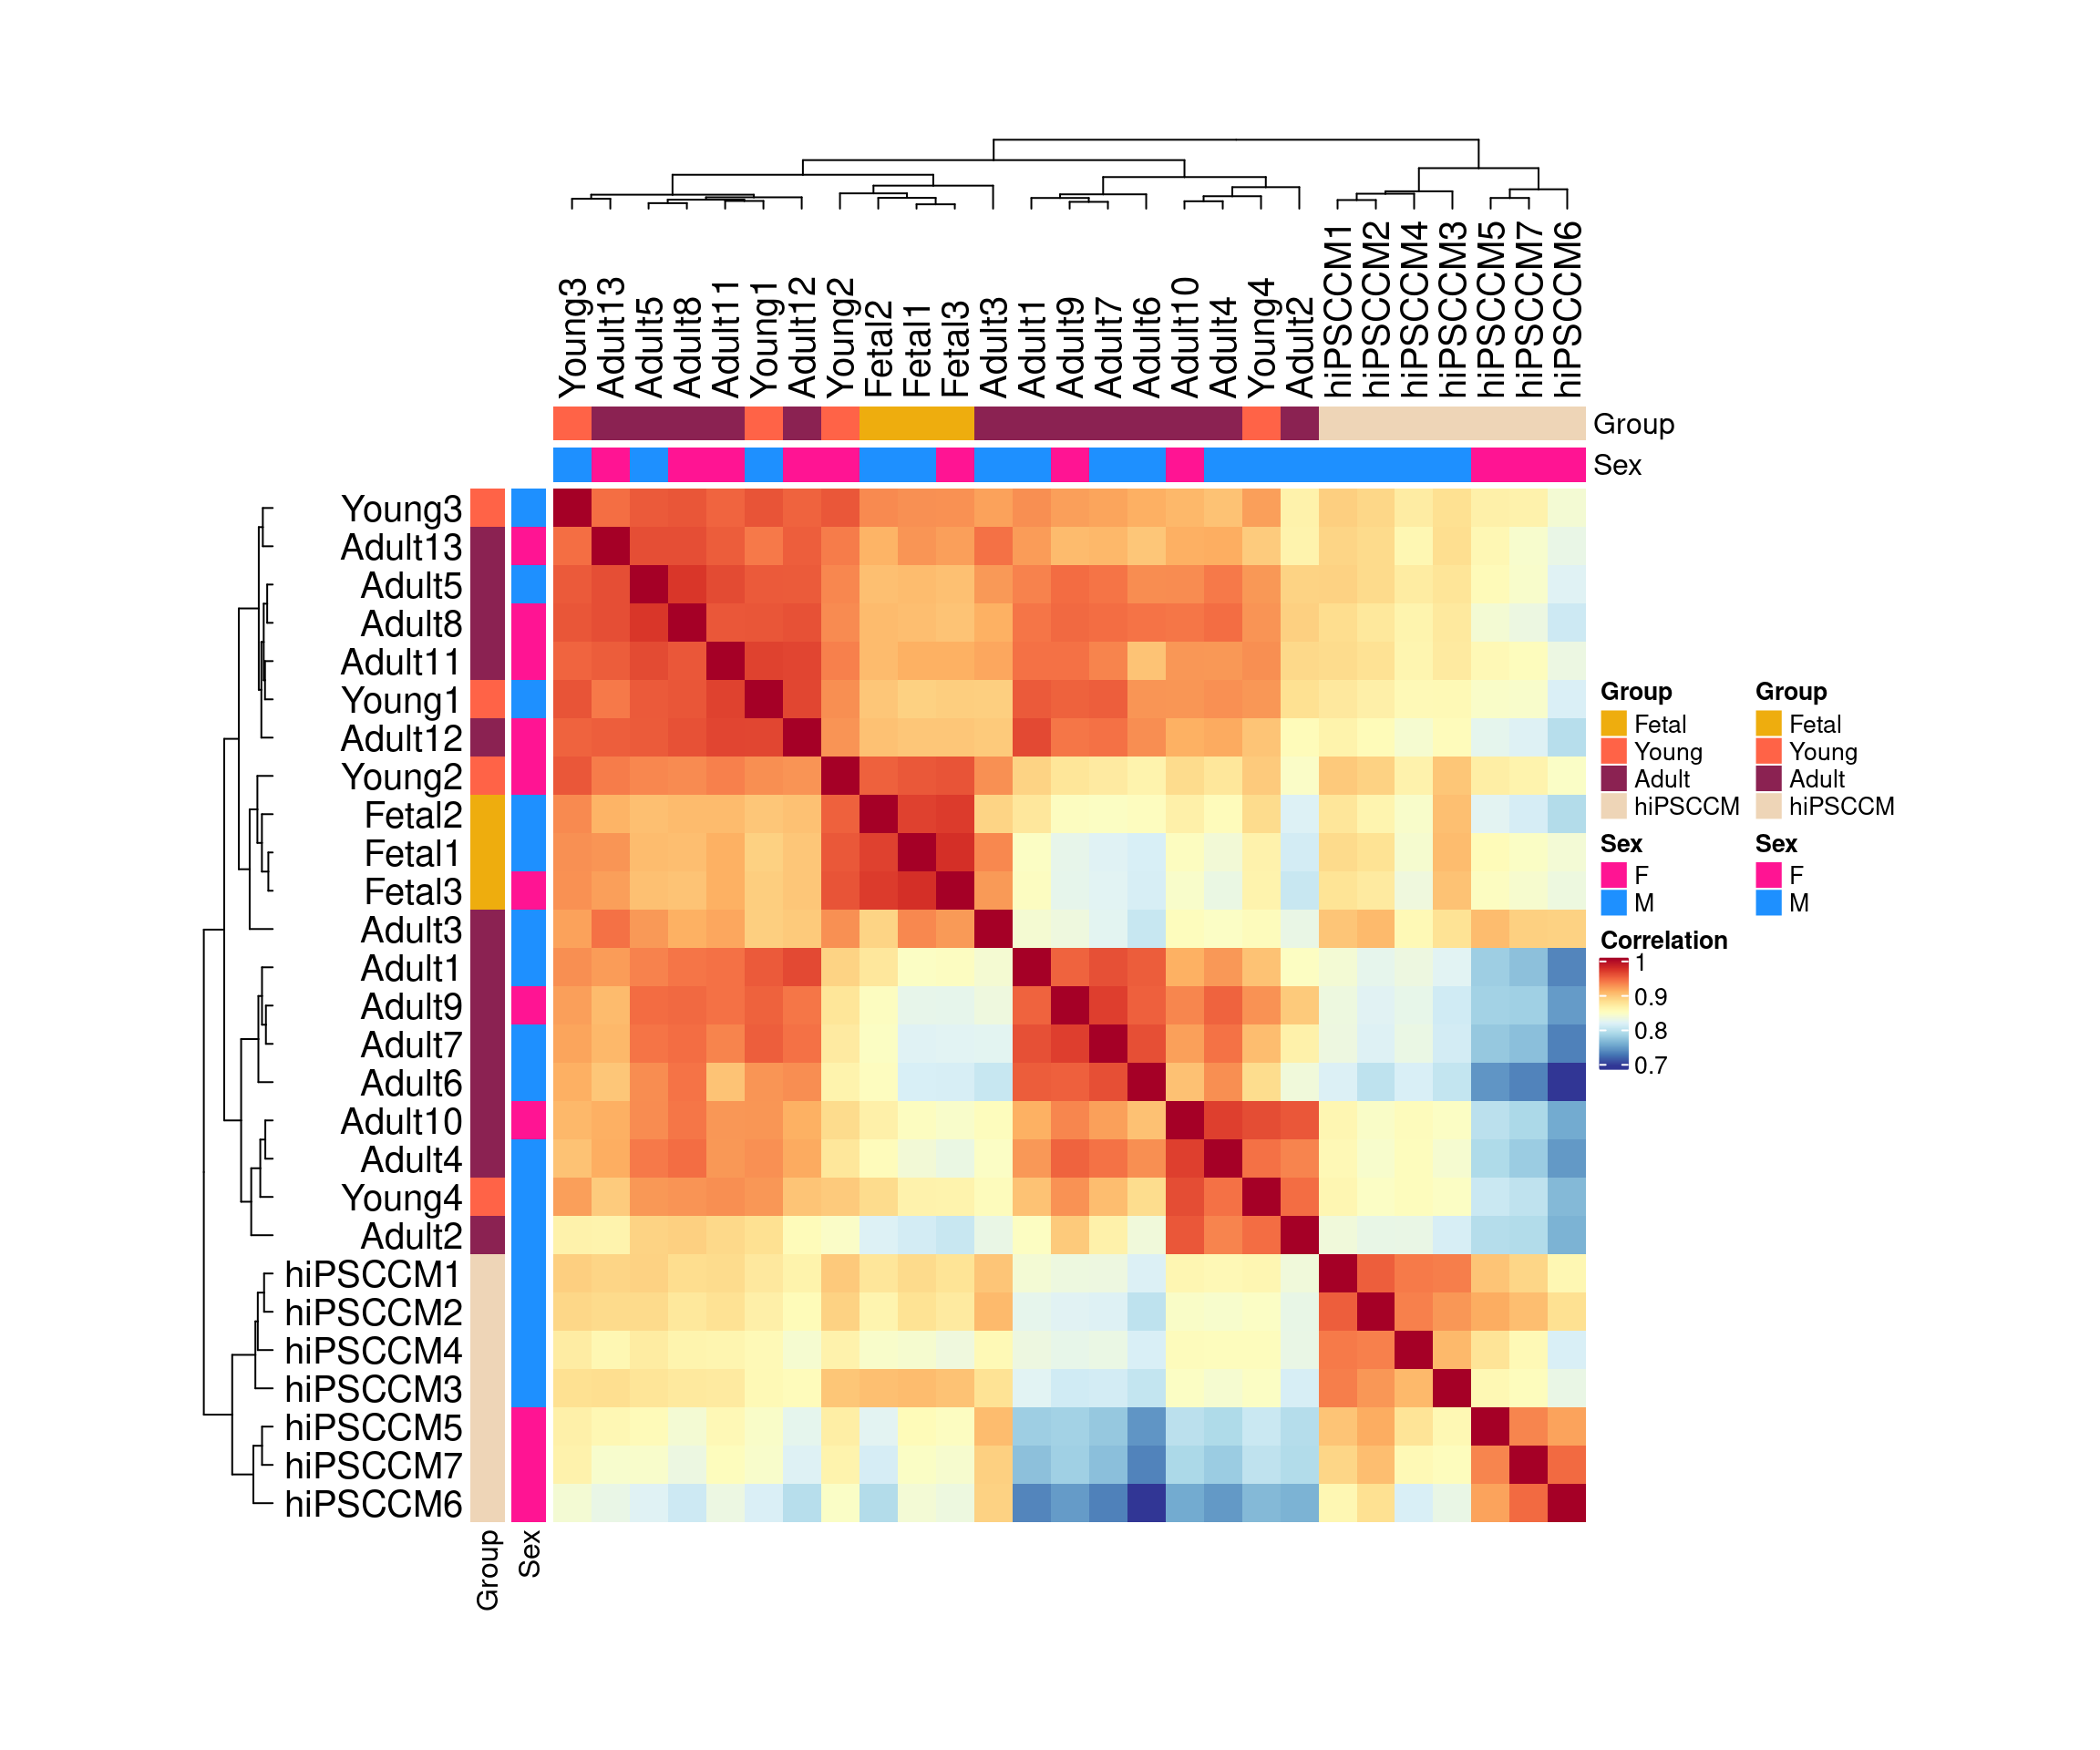 Young3
Adult13
Adult5
Adult8
Adult11
Young1
Adult12
Young2
Fetal2
Fetal1
Fetal3
Adult3
Adult1
Adult9
Adult7
Adult6
Adult10
Adult4
Young4
Adult2
hiPSCCM1
hiPSCCM2
hiPSCCM4
hiPSCCM3
hiPSCCM5
hiPSCCM7
hiPSCCM6
Group
Sex
Young3
Adult13
Adult5
Adult8
Adult11
Young1
Adult12
Young2
Fetal2
Fetal1
Fetal3
Adult3
Adult1
Adult9
Adult7
Adult6
Adult10
Adult4
Young4
Adult2
hiPSCCM1
hiPSCCM2
hiPSCCM4
hiPSCCM3
hiPSCCM5
hiPSCCM7
hiPSCCM6
Group
Sex
Group
Fetal
Young
Adult
hiPSCCM
Sex
F
M
Correlation
1
0.9
0.8
0.7
Group
Fetal
Young
Adult
hiPSCCM
Sex
F
M